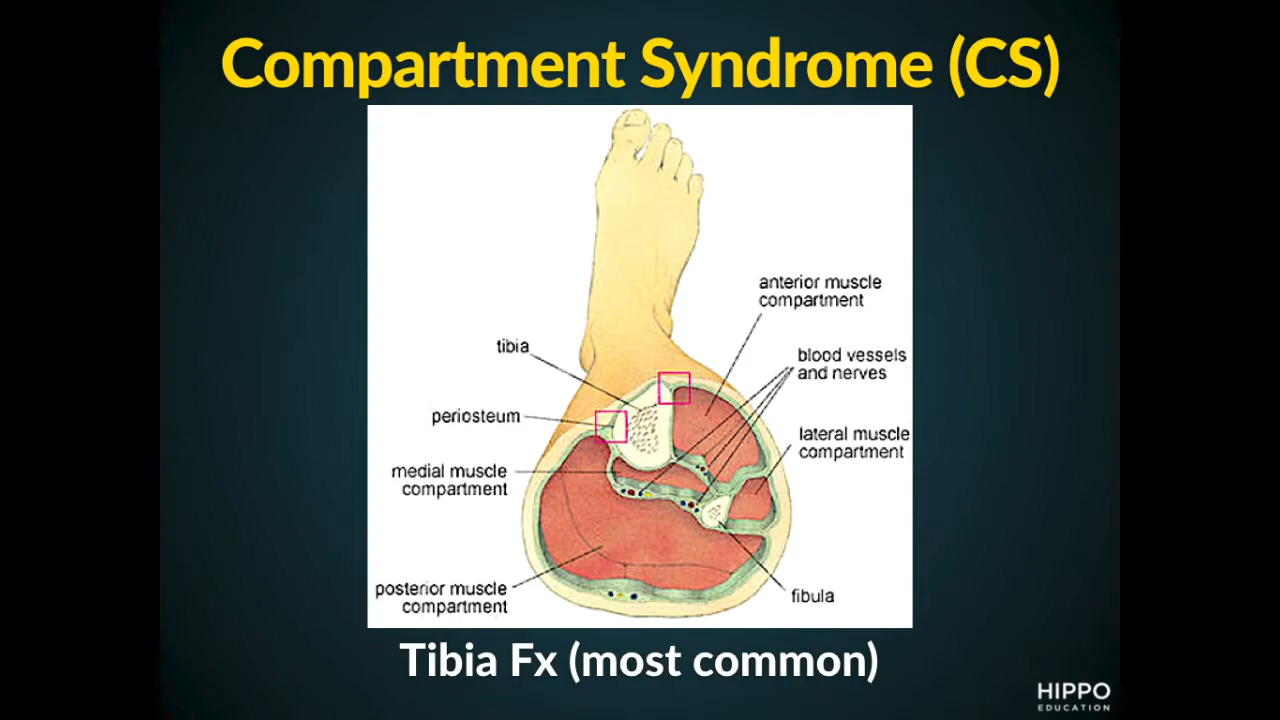 Compartment Syndrome (CS)
anterior muscle
compartment
tibia
blood vessels
and nerves
periosteum
lateral muscle
compartment
medial muscle
compartment
posterior muscle
compartment
fibula
Tibia Fx (most common)
HIPPO
EDUCATION